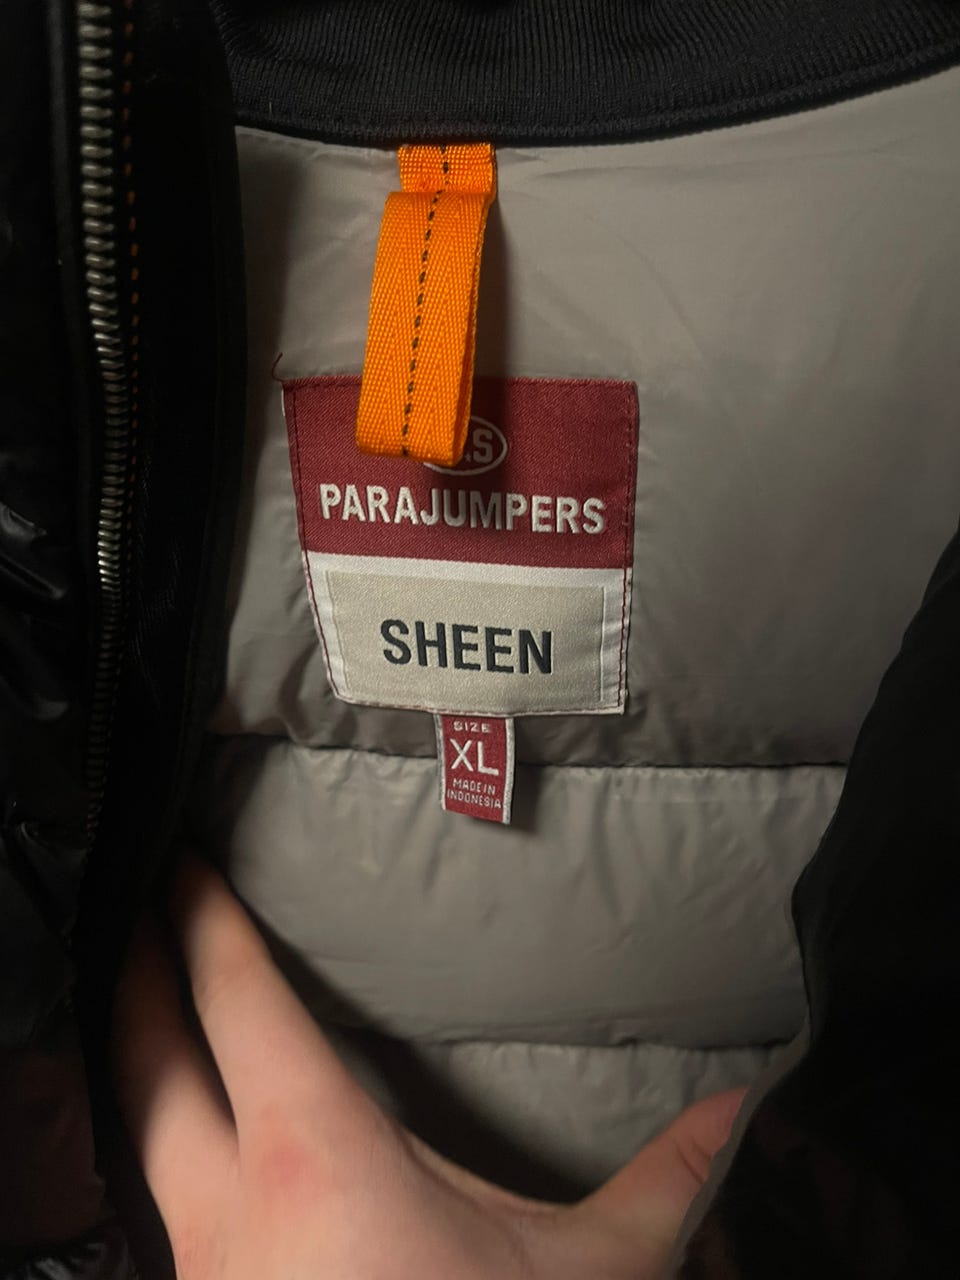 PARAJUMPERS
SHEEN
SIZE
XL
MADE IN
INDONESIA